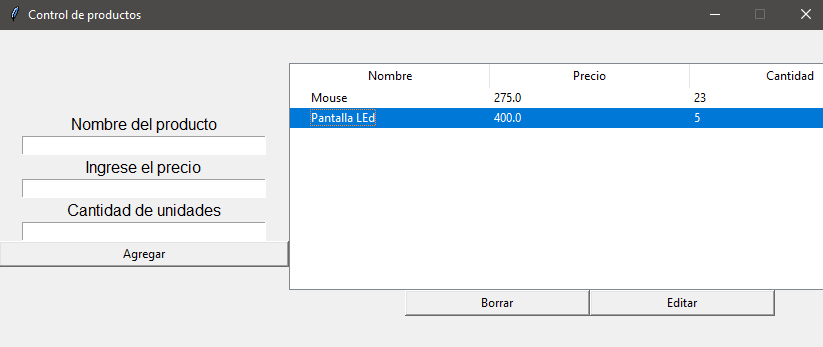 Control de productos
Nombre Precio Cantidad
Mouse 275.0 23
Pantalla LEd 400.0 5
Nombre del producto
Ingrese el precio
Cantidad de unidades
Agregar
Borrar Editar